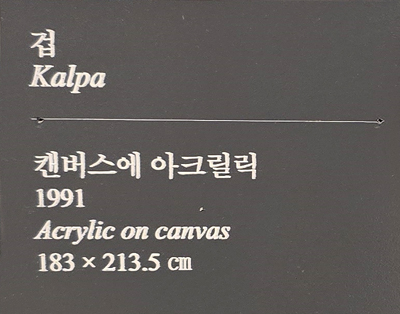 겁
Kalpa
캔버스에 아크릴릭
1991
Acrylic on canvas
183 × 213.5 ㎝